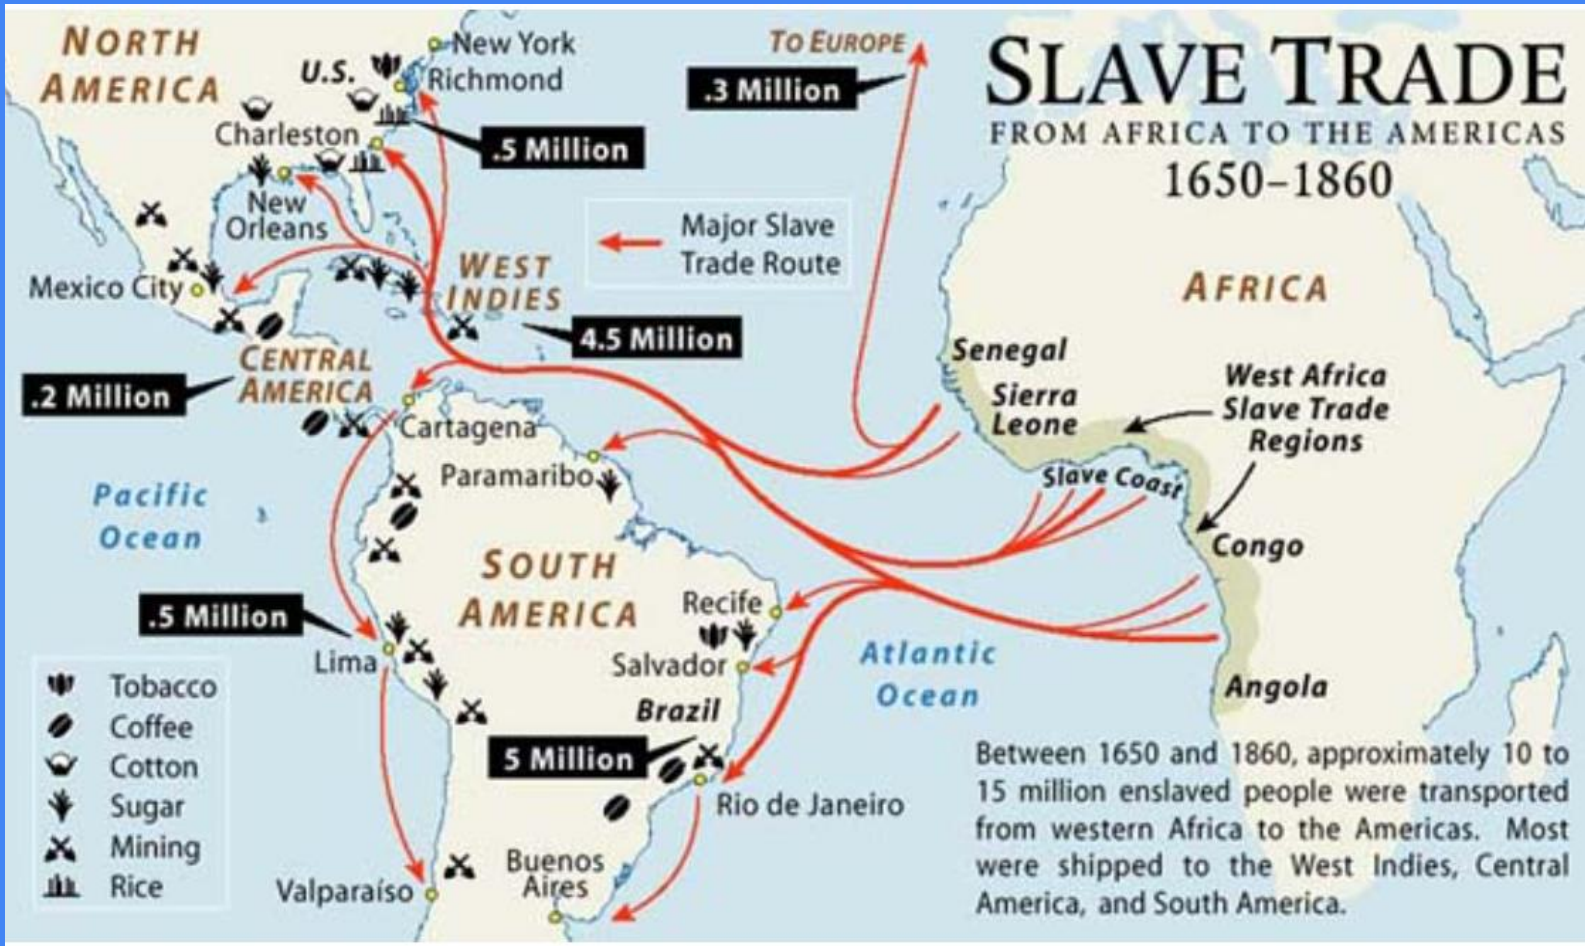 SLAVE TRADE
FROM AFRICA TO THE AMERICAS
1650–1860
NORTH
AMERICA
U.S.
New York
Richmond
Charleston
New
Orleans
Mexico City
.5 Million
TO EUROPE
.3 Million
Major Slave
Trade Route
WEST
INDIES
4.5 Million
CENTRAL
AMERICA
.2 Million
Cartagena
Paramaribo
Pacific
Ocean
SOUTH
AMERICA
.5 Million
Lima
Recife
Salvador
Brazil
5 Million
Rio de Janeiro
Buenos
Aires
Valparaíso
Atlantic
Ocean
AFRICA
Senegal
Sierra
Leone
West Africa
Slave Trade
Regions
Slave Coast
Congo
Angola
Tobacco
Coffee
Cotton
Sugar
Mining
Rice
Between 1650 and 1860, approximately 10 to
15 million enslaved people were transported
from western Africa to the Americas. Most
were shipped to the West Indies, Central
America, and South America.